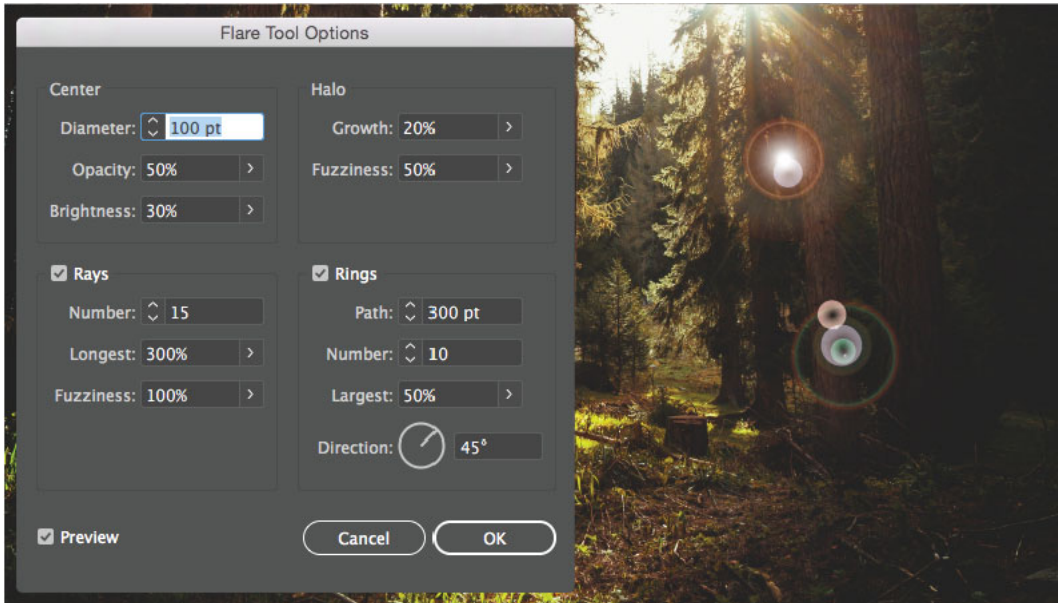 Flare Tool Options
Center
Diameter: 100 pt
Opacity: 50%
Brightness: 30%
Halo
Growth: 20%
Fuzziness: 50%
Rays
Number: 15
Longest: 300%
Fuzziness: 100%
Rings
Path: 300 pt
Number: 10
Largest: 50%
Direction: 45°
Preview
Cancel
OK